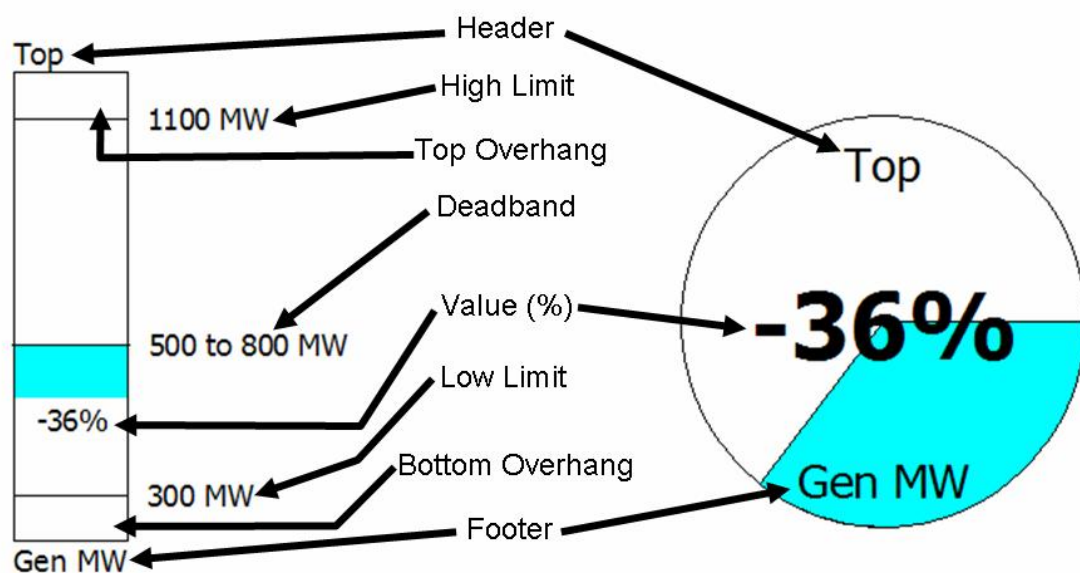 Header
Top
High Limit
1100 MW
Top Overhang
Top
Deadband
Value (%)
-36%
500 to 800 MW
Low Limit
-36%
Bottom Overhang
300 MW
Gen MW
Footer
Gen MW